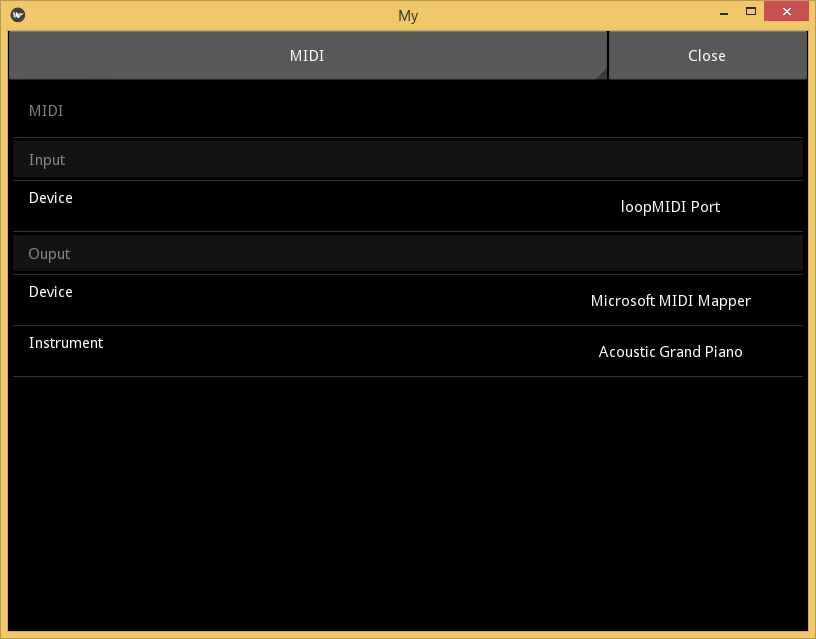 My
MIDI
Close
MIDI
Input
Device
loopMIDI Port
Ouput
Device
Microsoft MIDI Mapper
Instrument
Acoustic Grand Piano